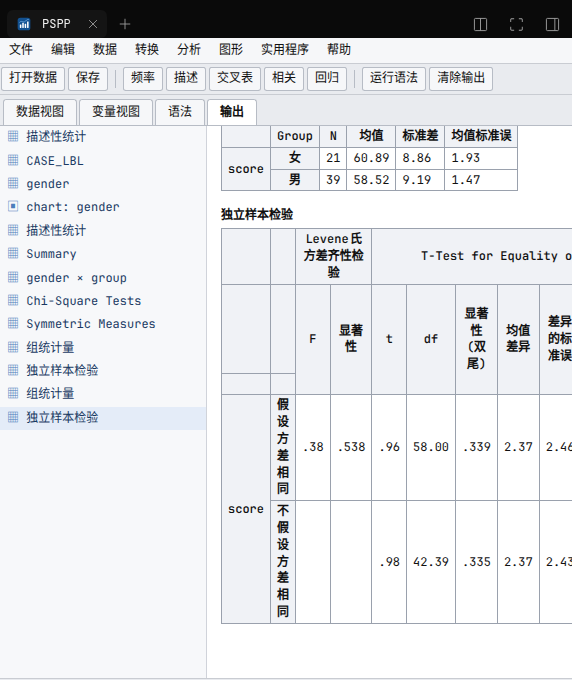 PSPP
文件 编辑 数据 转换 分析 图形 实用程序 帮助
打开数据 保存 频率 描述 交叉表 相关 回归 运行语法 清除输出
数据视图 变量视图 语法 输出
描述性统计
CASE_LBL
gender
chart: gender
描述性统计
Summary
gender × group
Chi-Square Tests
Symmetric Measures
组统计量
独立样本检验
组统计量
独立样本检验
Group N 均值 标准差 均值标准误
score 女 21 60.89 8.86 1.93
男 39 58.52 9.19 1.47
独立样本检验
Levene氏
方差齐性检
验
T-Test for Equality o
F
显著
性
t
df
显著
性
(双
尾)
均值
差异
差异
的标
准误
score
假
设
方
差
相
同
.38 .538 .96 58.00 .339 2.37 2.46
不
假
设
方
差
相
同
.98 42.39 .335 2.37 2.43